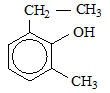 CH₂ — CH₃
OH
CH₃